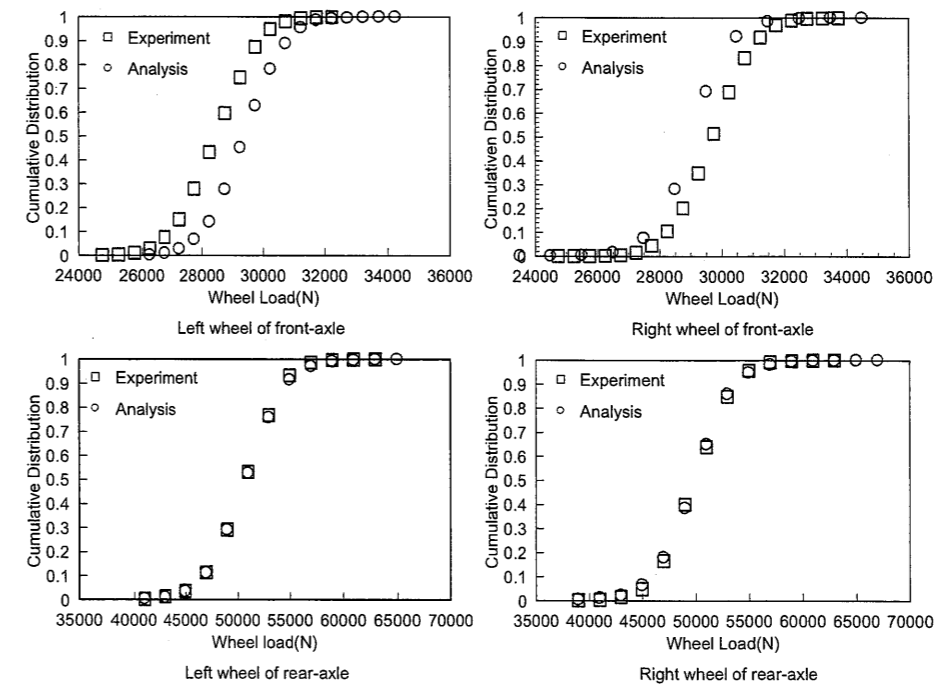 1
0.9
0.8
0.7
0.6
0.5
0.4
0.3
0.2
0.1
0
Cumulative Distribution
Experiment
Analysis
24000 26000 28000 30000 32000 34000 36000
Wheel Load(N)
Left wheel of front-axle
1
0.9
0.8
0.7
0.6
0.5
0.4
0.3
0.2
0.1
0
Cumulativen Distribution
Experiment
Analysis
24000 26000 28000 30000 32000 34000 36000
Wheel Load(N)
Right wheel of front-axle
1
0.9
0.8
0.7
0.6
0.5
0.4
0.3
0.2
0.1
0
Cumulative Distribution
Experiment
Analysis
35000 40000 45000 50000 55000 60000 65000 70000
Wheel load(N)
Left wheel of rear-axle
1
0.9
0.8
0.7
0.6
0.5
0.4
0.3
0.2
0.1
0
Cumulative Distribution
Experiment
Analysis
35000 40000 45000 50000 55000 60000 65000 70000
Wheel Load(N)
Right wheel of rear-axle